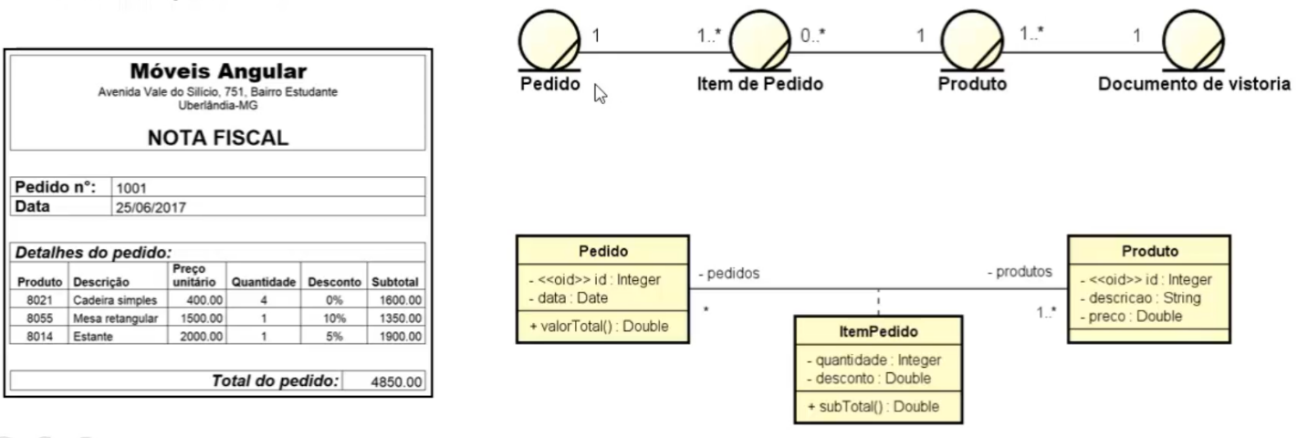 Móveis Angular
Avenida Vale do Silício, 751, Bairro Estudante
Uberlândia-MG
NOTA FISCAL
Pedido n°: 1001
Data 25/06/2017
Detalhes do pedido:
Produto Descrição Preço unitário Quantidade Desconto Subtotal
8021 Cadeira simples 400.00 4 0% 1600.00
8055 Mesa retangular 1500.00 1 10% 1350.00
8014 Estante 2000.00 1 5% 1900.00
Total do pedido: 4850.00
1 1..* 0..* 1 1..* 1
Pedido Item de Pedido Produto Documento de vistoria
Pedido
- <<oid>> id : Integer
- data : Date
+ valorTotal() : Double
- pedidos
*
- produtos
1..*
ItemPedido
- quantidade : Integer
- desconto : Double
+ subTotal() : Double
Produto
- <<oid>> id : Integer
- descricao : String
- preco : Double